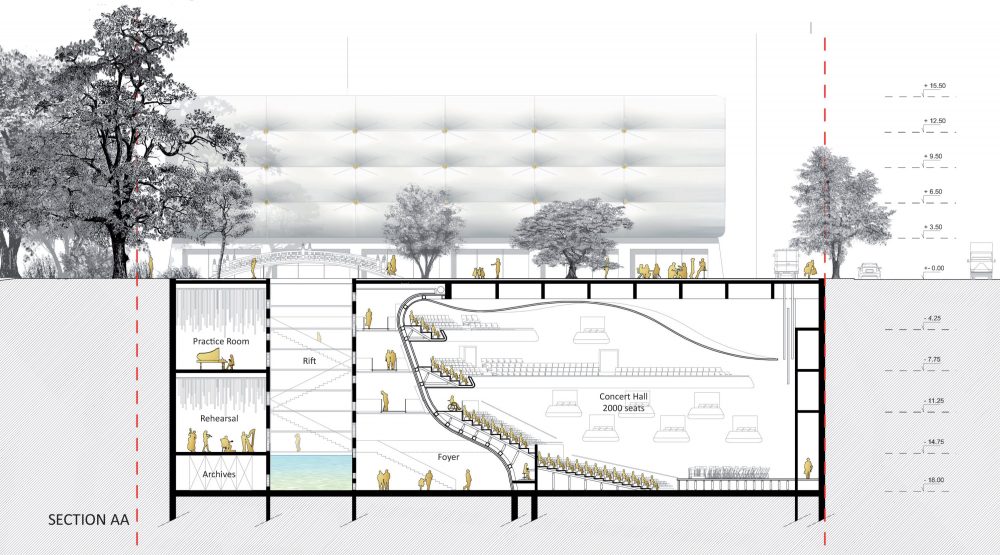 + 15.50
+ 12.50
+ 9.50
+ 6.50
+ 3.50
+- 0.00
- 4.25
Practice Room
Rift
- 7.75
Concert Hall
2000 seats
- 11.25
Rehearsal
- 14.75
Foyer
Archives
- 18.00
SECTION AA